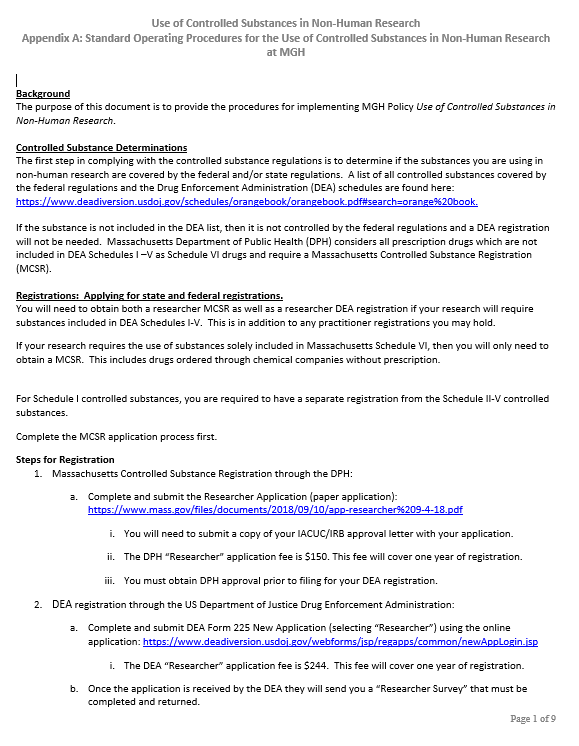 Use of Controlled Substances in Non-Human Research
Appendix A: Standard Operating Procedures for the Use of Controlled Substances in Non-Human Research
at MGH
Background
The purpose of this document is to provide the procedures for implementing MGH Policy Use of Controlled Substances in
Non-Human Research.
Controlled Substance Determinations
The first step in complying with the controlled substance regulations is to determine if the substances you are using in
non-human research are covered by the federal and/or state regulations. A list of all controlled substances covered by
the federal regulations and the Drug Enforcement Administration (DEA) schedules are found here:
https://www.deadiversion.usdoj.gov/schedules/orangebook/orangebook.pdf#search=orange%20book.
If the substance is not included in the DEA list, then it is not controlled by the federal regulations and a DEA registration
will not be needed. Massachusetts Department of Public Health (DPH) considers all prescription drugs which are not
included in DEA Schedules I –V as Schedule VI drugs and require a Massachusetts Controlled Substance Registration
(MCSR).
Registrations: Applying for state and federal registrations.
You will need to obtain both a researcher MCSR as well as a researcher DEA registration if your research will require
substances included in DEA Schedules I-V. This is in addition to any practitioner registrations you may hold.
If your research requires the use of substances solely included in Massachusetts Schedule VI, then you will only need to
obtain a MCSR. This includes drugs ordered through chemical companies without prescription.
For Schedule I controlled substances, you are required to have a separate registration from the Schedule II-V controlled
substances.
Complete the MCSR application process first.
Steps for Registration
1. Massachusetts Controlled Substance Registration through the DPH:
a. Complete and submit the Researcher Application (paper application):
https://www.mass.gov/files/documents/2018/09/10/app-researcher%209-4-18.pdf
i. You will need to submit a copy of your IACUC/IRB approval letter with your application.
ii. The DPH “Researcher” application fee is $150. This fee will cover one year of registration.
iii. You must obtain DPH approval prior to filing for your DEA registration.
2. DEA registration through the US Department of Justice Drug Enforcement Administration:
a. Complete and submit DEA Form 225 New Application (selecting “Researcher”) using the online
application: https://www.deadiversion.usdoj.gov/webforms/jsp/regapps/common/newAppLogin.jsp
i. The DEA “Researcher” application fee is $244. This fee will cover one year of registration.
b. Once the application is received by the DEA they will send you a “Researcher Survey” that must be
completed and returned.
Page 1 of 9